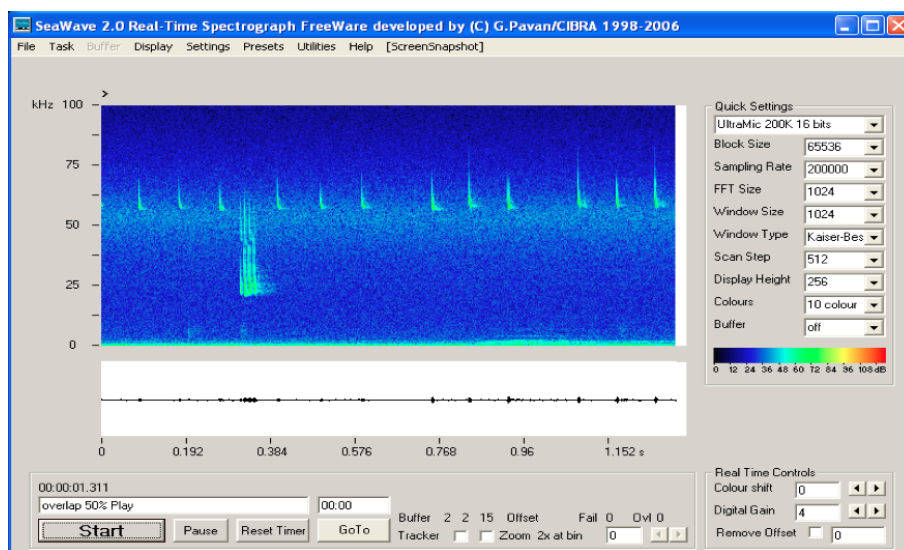 SeaWave 2.0 Real-Time Spectrograph FreeWare developed by (C) G.Pavan/CIBRA 1998-2006
File Task Buffer Display Settings Presets Utilities Help [ScreenSnapshot]
>
kHz 100
75
50
25
0
0 0.192 0.384 0.576 0.768 0.96 1.152 s
Quick Settings
UltraMic 200K 16 bits
Block Size 65536
Sampling Rate 200000
FFT Size 1024
Window Size 1024
Window Type Kaiser-Bes
Scan Step 512
Display Height 256
Colours 10 colour
Buffer off
0 12 24 36 48 60 72 84 96 108 dB
00:00:01.311
overlap 50% Play 00:00
Start Pause Reset Timer GoTo
Buffer 2 2 15 Offset Fail 0 Ovl 0
Tracker Zoom 2x at bin 0
Real Time Controls
Colour shift 0
Digital Gain 4
Remove Offset 0